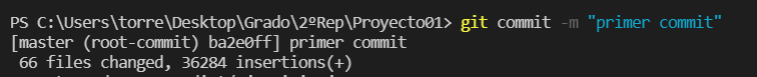 PS C:\Users\torre\Desktop\Grado\2ºRep\Proyecto01> git commit -m "primer commit"
[master (root-commit) ba2e0ff] primer commit
 66 files changed, 36284 insertions(+)